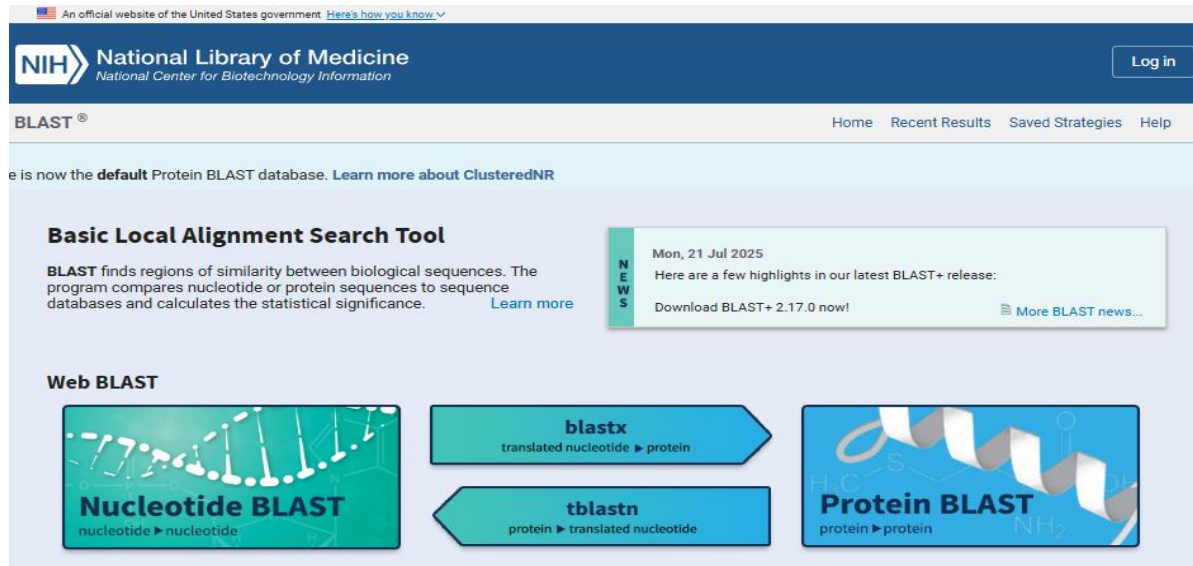 An official website of the United States government Here's how you know
NIH
National Library of Medicine
National Center for Biotechnology Information
Log in
BLAST ®
Home Recent Results Saved Strategies Help
e is now the default Protein BLAST database. Learn more about ClusteredNR
Basic Local Alignment Search Tool
BLAST finds regions of similarity between biological sequences. The
program compares nucleotide or protein sequences to sequence
databases and calculates the statistical significance. Learn more
NEWS
Mon, 21 Jul 2025
Here are a few highlights in our latest BLAST+ release:
Download BLAST+ 2.17.0 now!
More BLAST news...
Web BLAST
Nucleotide BLAST
nucleotide ▶ nucleotide
blastx
translated nucleotide ▶ protein
tblastn
protein ▶ translated nucleotide
H₃C
S
O
NH₂
Protein BLAST
protein ▶ protein